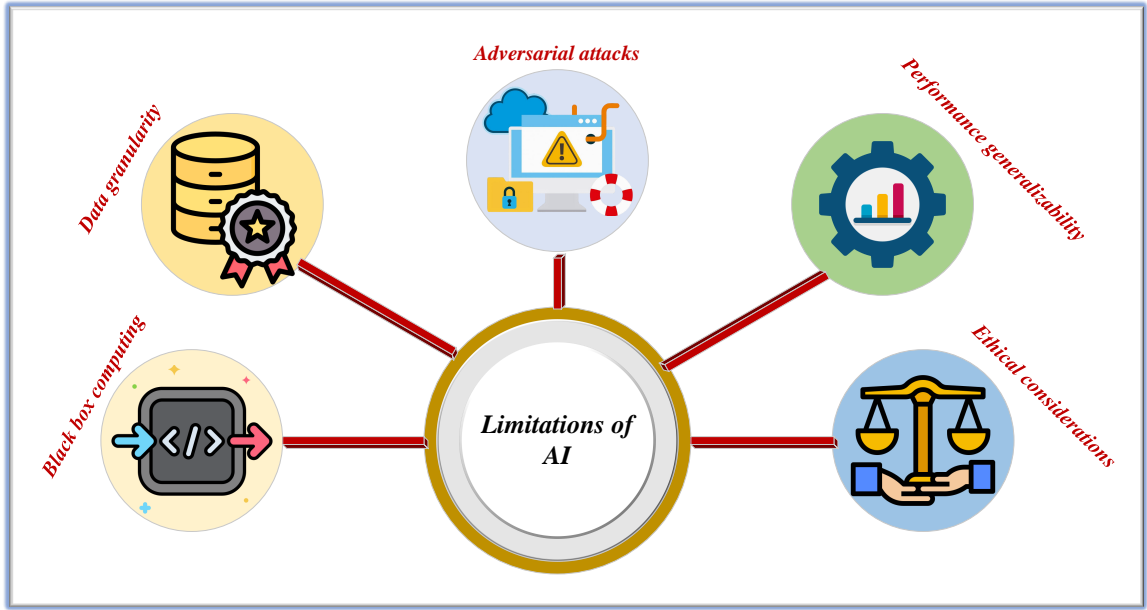 Adversarial attacks
Data granularity
Performance generalizability
Black box computing
Ethical considerations
Limitations of
AI